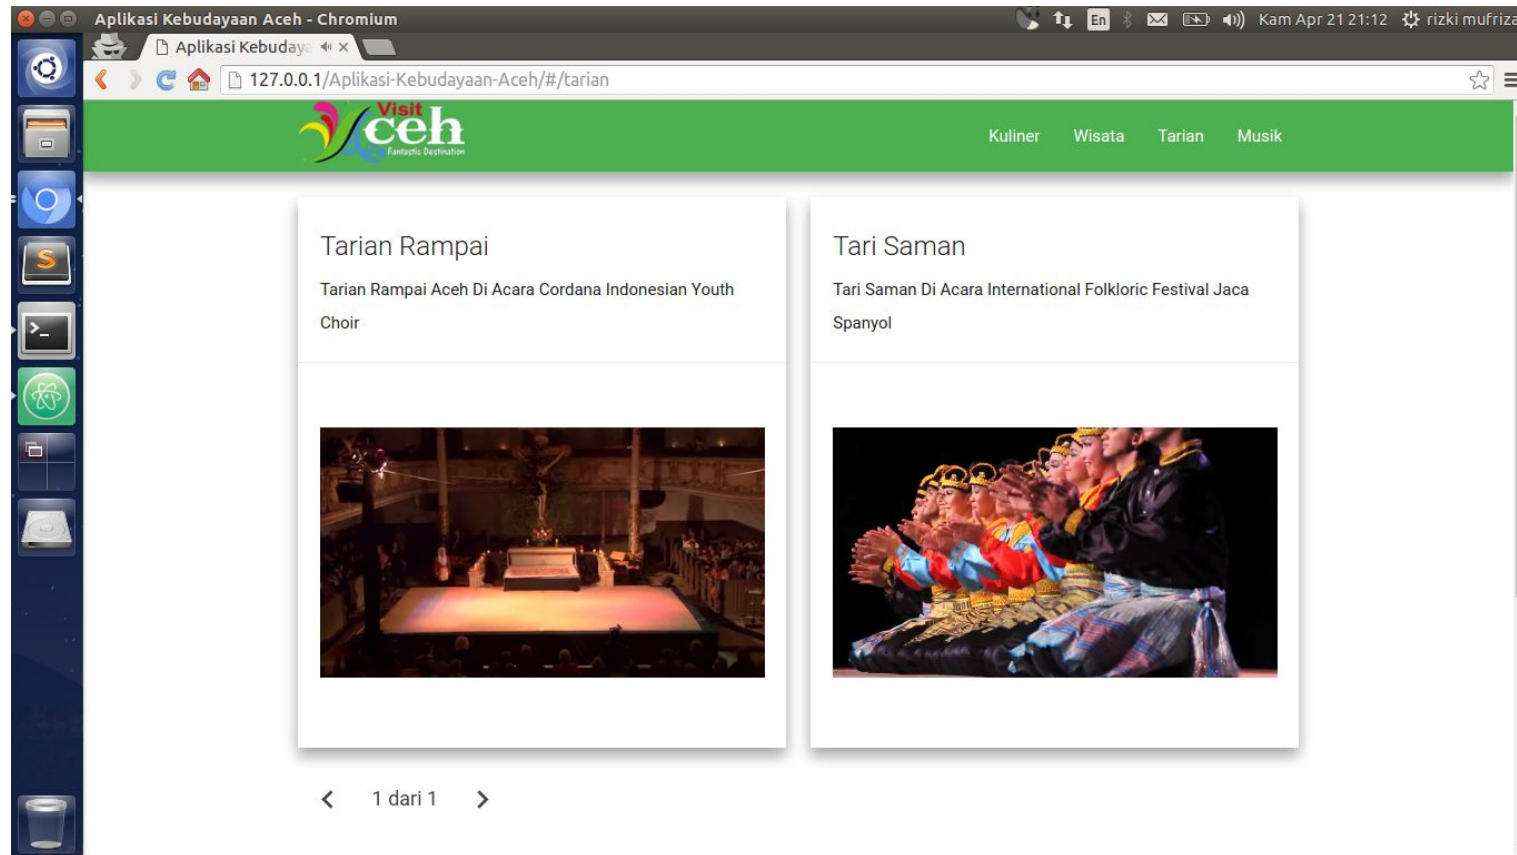 Aplikasi Kebudayaan Aceh - Chromium
En
Kam Apr 21 21:12
rizki mufriza
Aplikasi Kebudaya
127.0.0.1/Aplikasi-Kebudayaan-Aceh/#/tarian
Visit
ceh
Fantastic Destination
Kuliner Wisata Tarian Musik
Tarian Rampai
Tarian Rampai Aceh Di Acara Cordana Indonesian Youth
Choir
Tari Saman
Tari Saman Di Acara International Folkloric Festival Jaca
Spanyol
1 dari 1